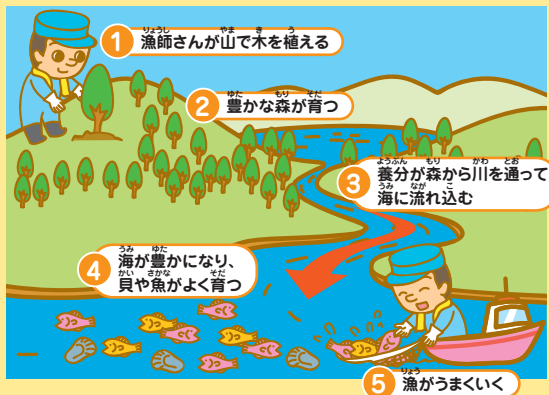 1 漁師さんが山で木を植える
2 豊かな森が育つ
3 養分が森から川を通って
海に流れ込む
4 海が豊かになり、
貝や魚がよく育つ
5 漁がうまくいく